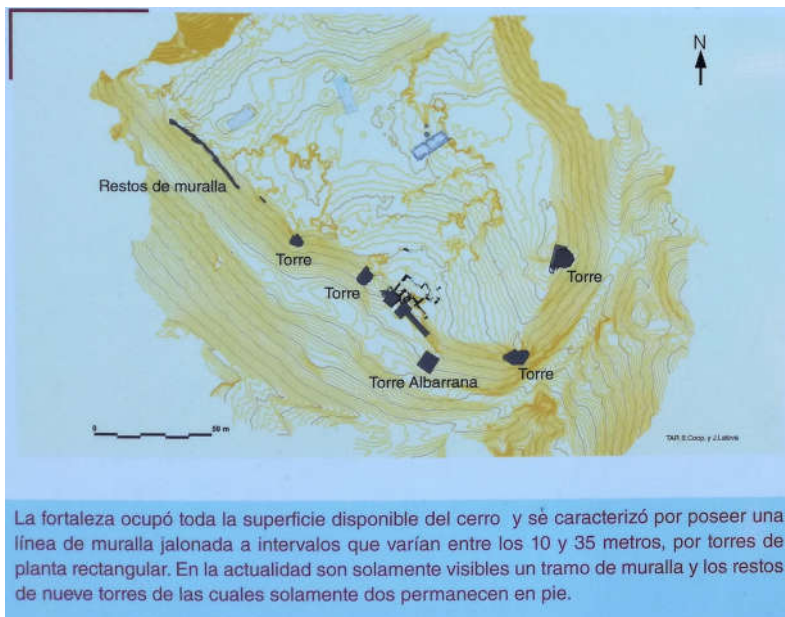 N
Restos de muralla
Torre
Torre
Torre
Torre Albarrana
Torre
0 50 m
TAR. S.Coop. y J.Latova
La fortaleza ocupó toda la superficie disponible del cerro y se caracterizó por poseer una
línea de muralla jalonada a intervalos que varían entre los 10 y 35 metros, por torres de
planta rectangular. En la actualidad son solamente visibles un tramo de muralla y los restos
de nueve torres de las cuales solamente dos permanecen en pie.